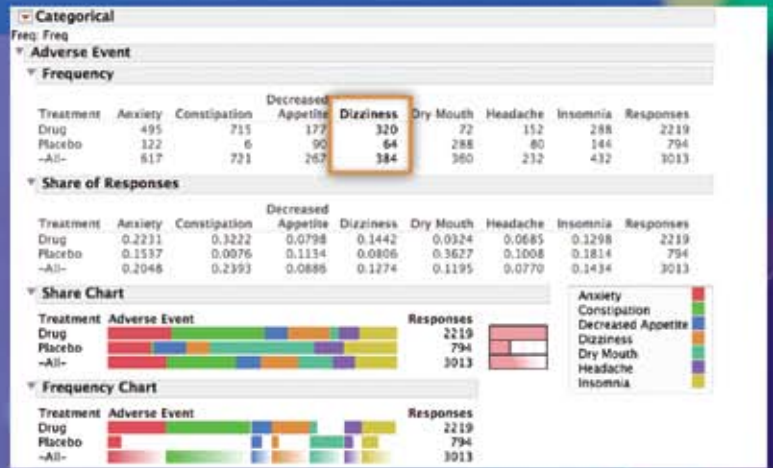 Categorical
Freq: Freq
Adverse Event
Frequency
Decreased
Treatment Anxiety Constipation Appetite Dizziness Dry Mouth Headache Insomnia Responses
Drug 495 715 177 320 72 152 288 2219
Placebo 122 6 90 64 288 80 144 794
-All- 617 721 267 384 360 232 432 3013
Share of Responses
Decreased
Treatment Anxiety Constipation Appetite Dizziness Dry Mouth Headache Insomnia Responses
Drug 0.2231 0.3222 0.0798 0.1442 0.0324 0.0685 0.1298 2219
Placebo 0.1537 0.0076 0.1134 0.0806 0.3627 0.1008 0.1814 794
-All- 0.2048 0.2393 0.0886 0.1274 0.1195 0.0770 0.1434 3013
Share Chart
Treatment Adverse Event Responses
Drug 2219
Placebo 794
-All- 3013
Anxiety
Constipation
Decreased Appetite
Dizziness
Dry Mouth
Headache
Insomnia
Frequency Chart
Treatment Adverse Event Responses
Drug 2219
Placebo 794
-All- 3013